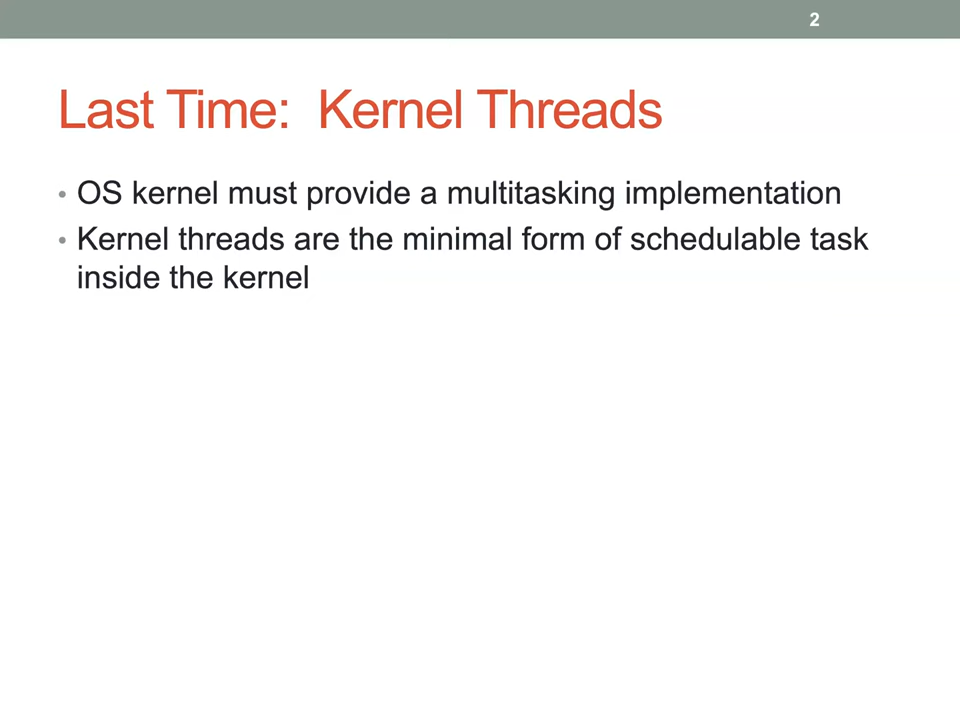 2
Last Time:  Kernel Threads
• OS kernel must provide a multitasking implementation
• Kernel threads are the minimal form of schedulable task
inside the kernel